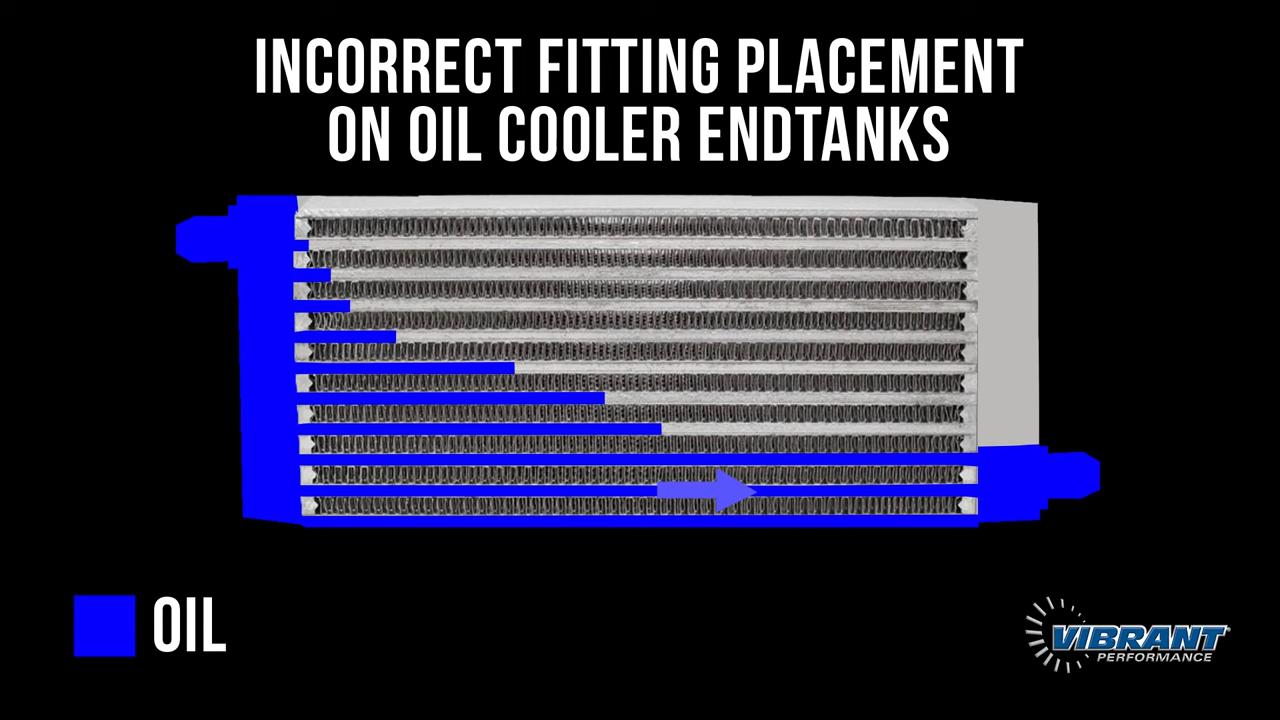 INCORRECT FITTING PLACEMENT
ON OIL COOLER ENDTANKS
OIL
VIBRANT
PERFORMANCE